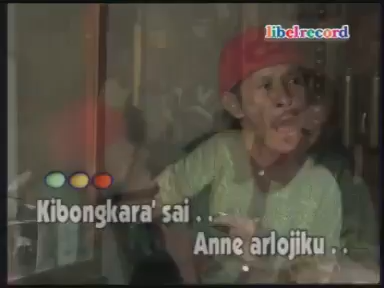 libelrecord
Kibongkara' sai . .
Anne arlojiku . .